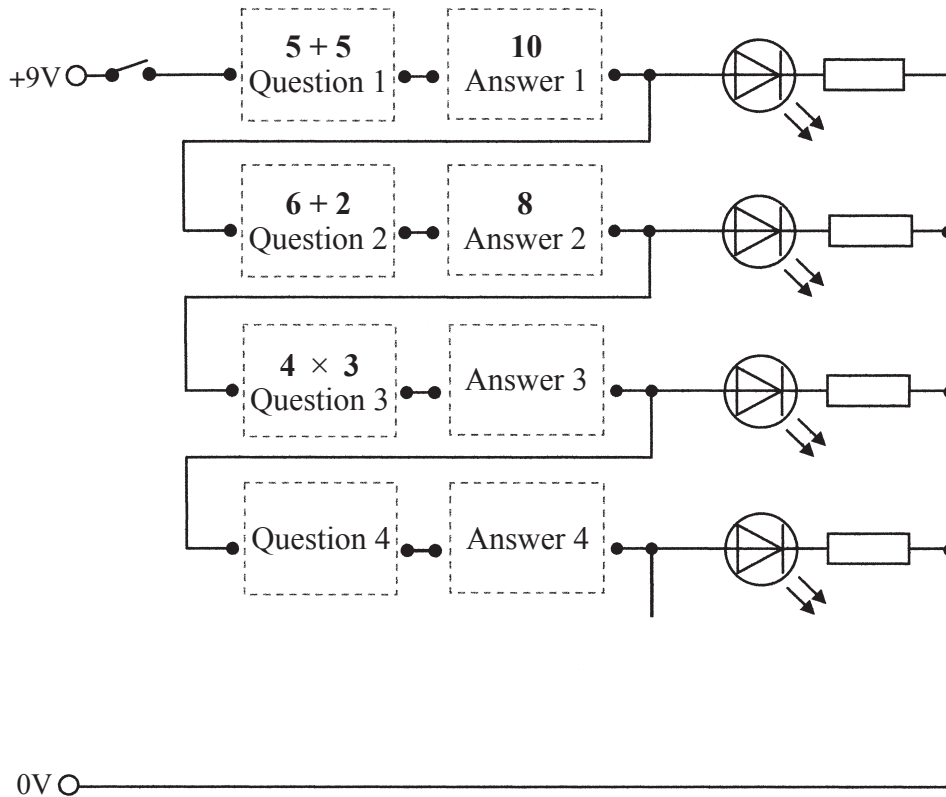 5 + 5
10
+9V
Question 1
Answer 1
6 + 2
8
Question 2
Answer 2
4 × 3
Question 3
Answer 3
Question 4
Answer 4
0V